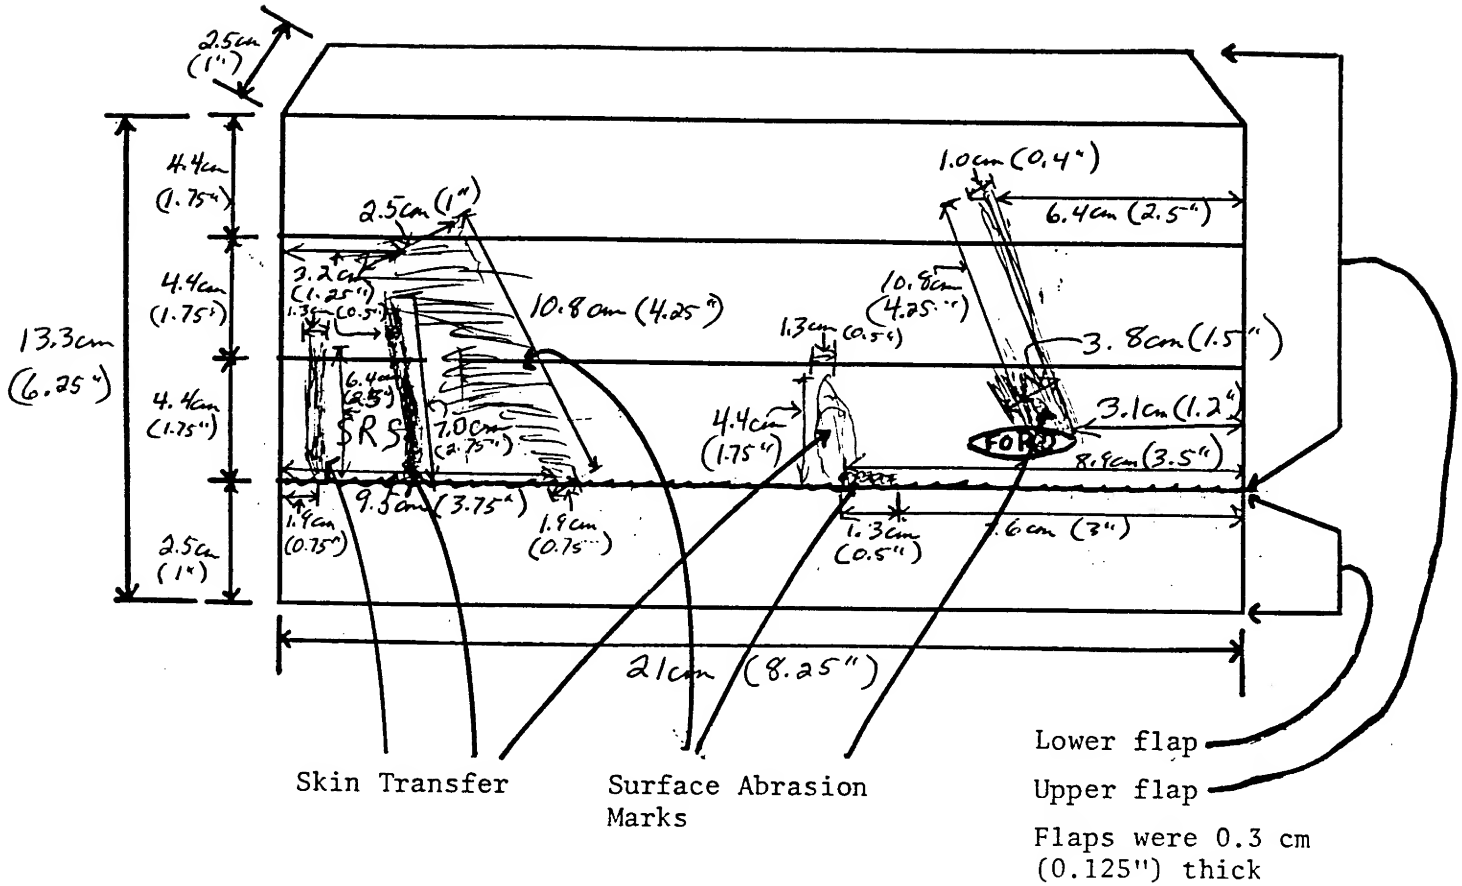 2.5cm
(1")
4.4cm
(1.75")
1.0cm (0.4")
6.4cm (2.5")
2.5cm (1")
3.2cm
(1.25")
1.3cm (0.5")
4.4cm
(1.75")
10.8cm (4.25")
10.8cm
(4.25")
1.3cm (0.5")
3.8cm (1.5")
13.3cm
(6.25")
6.4cm
(2.5")
SRS
7.0cm
(2.75")
4.4cm
(1.75")
4.4cm
(1.75")
3.1cm (1.2")
FORD
8.9cm (3.5")
9.5cm (3.75")
1.9cm
(0.75")
1.9cm
(0.75")
1.3cm
(0.5")
.6cm (3")
2.5cm
(1")
21cm (8.25")
Skin Transfer
Surface Abrasion
Marks
Lower flap
Upper flap
Flaps were 0.3 cm
(0.125") thick